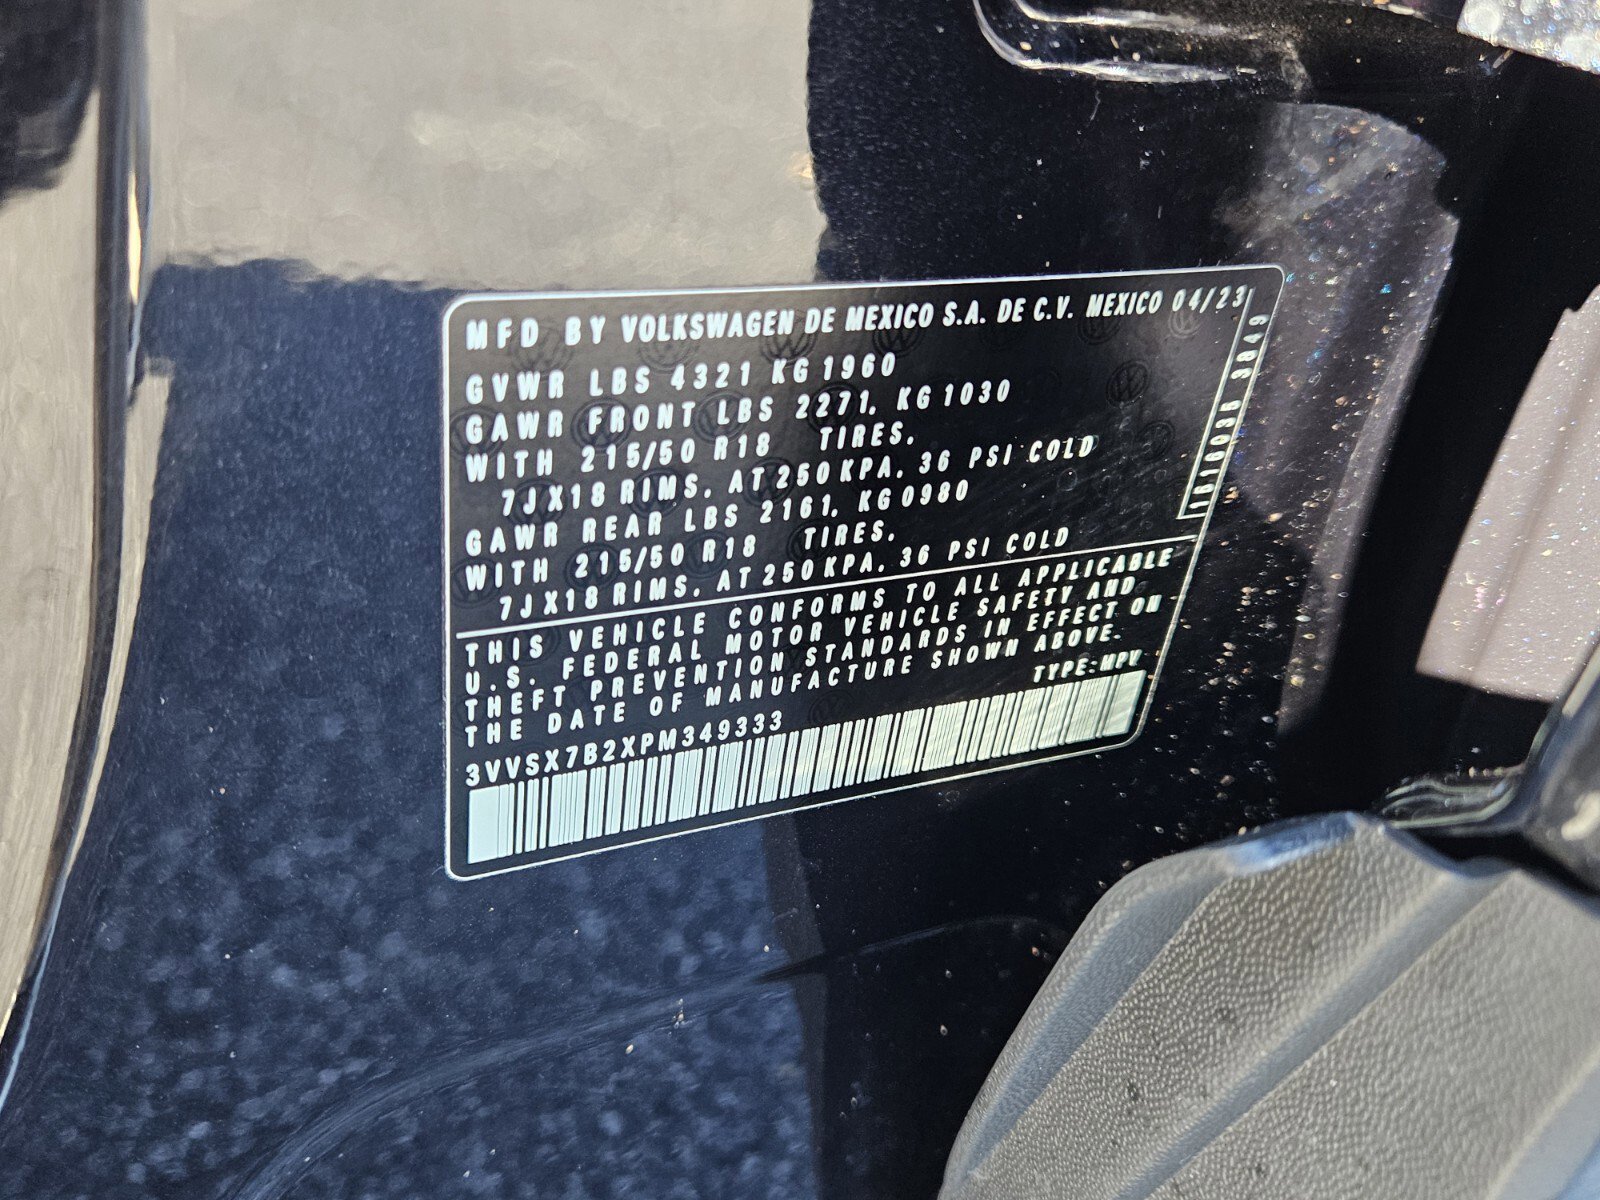 MFD BY VOLKSWAGEN DE MEXICO S.A. DE C.V. MEXICO 04/23
GVWR LBS 4321 KG 1960
GAWR FRONT LBS 2271, KG 1030
WITH 215/50 R18 TIRES,
7JX18 RIMS, AT 250 KPA, 36 PSI COLD
GAWR REAR LBS 2161, KG 0980
WITH 215/50 R18 TIRES,
7JX18 RIMS, AT 250 KPA, 36 PSI COLD
THIS VEHICLE CONFORMS TO ALL APPLICABLE
U.S. FEDERAL MOTOR VEHICLE SAFETY AND
THEFT PREVENTION STANDARDS IN EFFECT ON
THE DATE OF MANUFACTURE SHOWN ABOVE.
TYPE:MPV
3VVSX7B2XPM349333